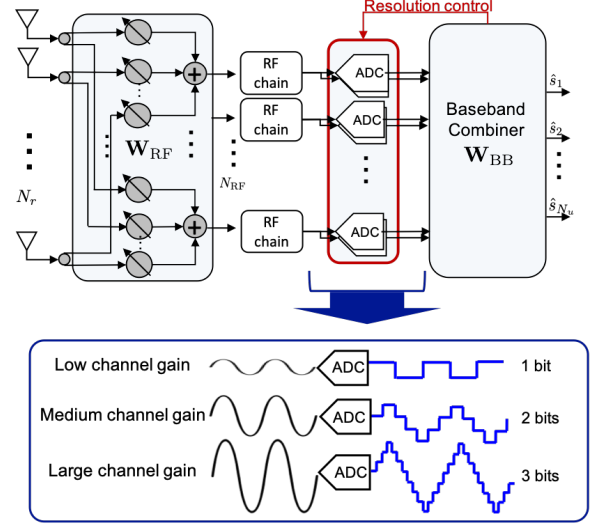 Resolution control
RF
chain
ADC
RF
chain
ADC
Baseband
Combiner
W_BB
ŝ_1
ŝ_2
W_RF
N_r
N_RF
RF
chain
ADC
ŝ_{N_u}
Low channel gain ADC 1 bit
Medium channel gain ADC 2 bits
Large channel gain ADC 3 bits